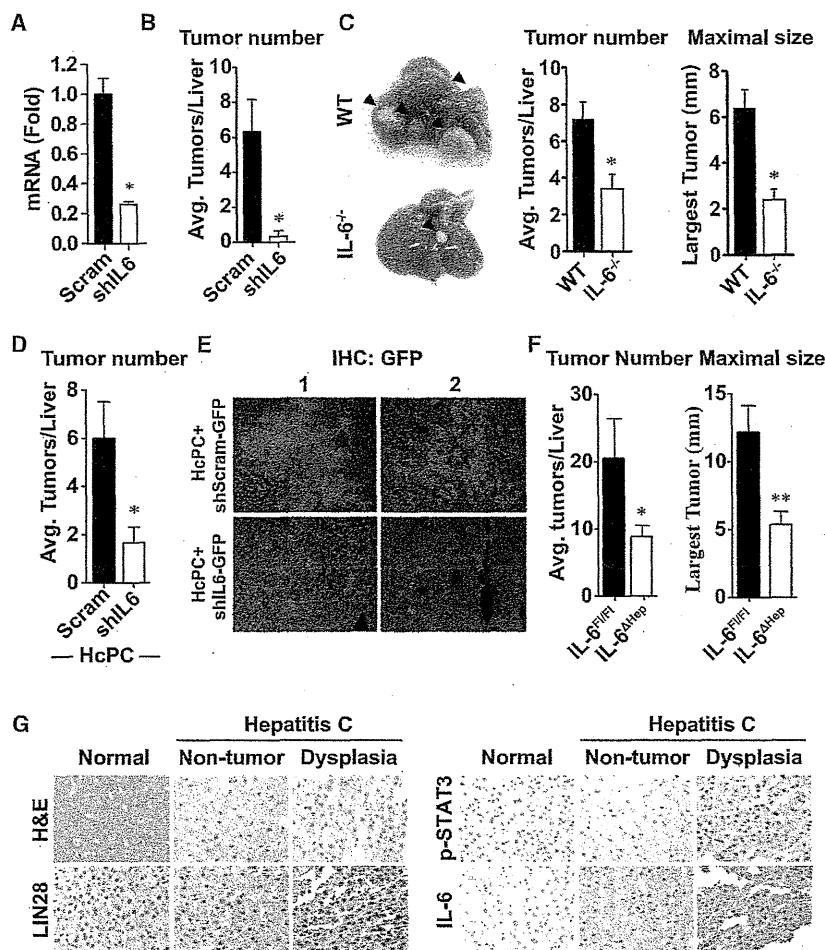 A
mRNA (Fold)
1.2
1.0
0.8
0.6
0.4
0.2
0.0
*
Scram
shIL6
B
Tumor number
Avg. Tumors/Liver
10
8
6
4
2
0
*
Scram
shIL6
C
WT
IL-6-/-
Tumor number
Avg. Tumors/Liver
10
8
6
4
2
0
*
WT
IL-6-/-
Maximal size
Largest Tumor (mm)
8
6
4
2
0
*
WT
IL-6-/-
D
Tumor number
Avg. Tumors/Liver
8
6
4
2
0
*
Scram
shIL6
— HcPC —
E
IHC: GFP
1
2
HcPC+
shScram-GFP
HcPC+
shIL6-GFP
F
Tumor Number
Avg. tumors/Liver
30
20
10
0
*
IL-6Fl/Fl
IL-6ΔHep
Maximal size
Largest Tumor (mm)
15
10
5
0
**
IL-6Fl/Fl
IL-6ΔHep
G
Hepatitis C
Normal
Non-tumor
Dysplasia
H&E
LIN28
Hepatitis C
Normal
Non-tumor
Dysplasia
p-STAT3
IL-6